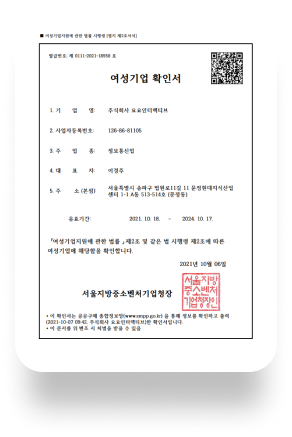 ■ 여성기업지원에 관한 법률 시행령 [별지 제2호서식]
발급번호: 제 0111-2021-18958 호
여성기업 확인서
1. 기 업 명: 주식회사 요요인터랙티브
2. 사업자등록번호: 126-86-81105
3. 주 업 종: 정보통신업
4. 대 표 자: 이경주
5. 주 소 (본점) 서울특별시 송파구 법원로11길 11 문정현대지식산업
센터 1-1 A동 513-514호 (문정동)
유효기간: 2021. 10. 18. - 2024. 10. 17.
「여성기업지원에 관한 법률」제2조 및 같은 법 시행령 제2조에 따른
여성기업에 해당함을 확인합니다.
2021년 10월 06일
서울지방중소벤처기업청장
서울지방
중소벤처
기업청장인
• 이 확인서는 공공구매 종합정보망(www.smpp.go.kr) 을 통해 정보를 확인하고 출력
(2021-10-07 09:43, 주식회사 요요인터랙티브)한 확인서입니다.
• 이 문서를 위·변조 시 처벌을 받을 수 있음